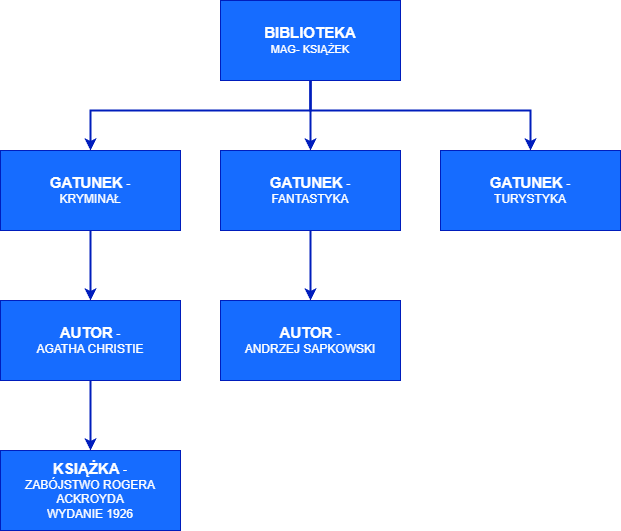 BIBLIOTEKA
MAG- KSIĄŻEK
GATUNEK -
KRYMINAŁ
GATUNEK -
FANTASTYKA
GATUNEK -
TURYSTYKA
AUTOR -
AGATHA CHRISTIE
AUTOR -
ANDRZEJ SAPKOWSKI
KSIĄŻKA -
ZABÓJSTWO ROGERA
ACKROYDA
WYDANIE 1926